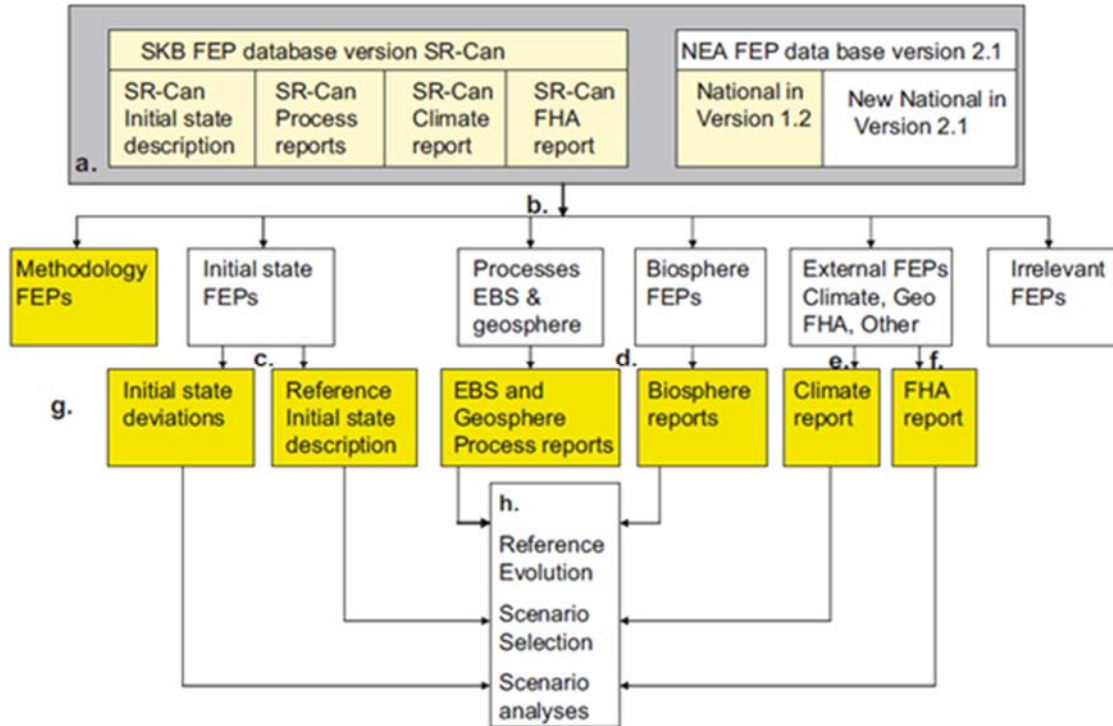 SKB FEP database version SR-Can
NEA FEP data base version 2.1
SR-Can
Initial state
description
SR-Can
Process
reports
SR-Can
Climate
report
SR-Can
FHA
report
National in
Version 1.2
New National in
Version 2.1
a.
b.
Methodology
FEPs
Initial state
FEPs
Processes
EBS &
geosphere
Biosphere
FEPs
External FEPs
Climate, Geo
FHA, Other
Irrelevant
FEPs
c.
d.
e.
f.
g.
Initial state
deviations
Reference
Initial state
description
EBS and
Geosphere
Process reports
Biosphere
reports
Climate
report
FHA
report
h.
Reference
Evolution
Scenario
Selection
Scenario
analyses